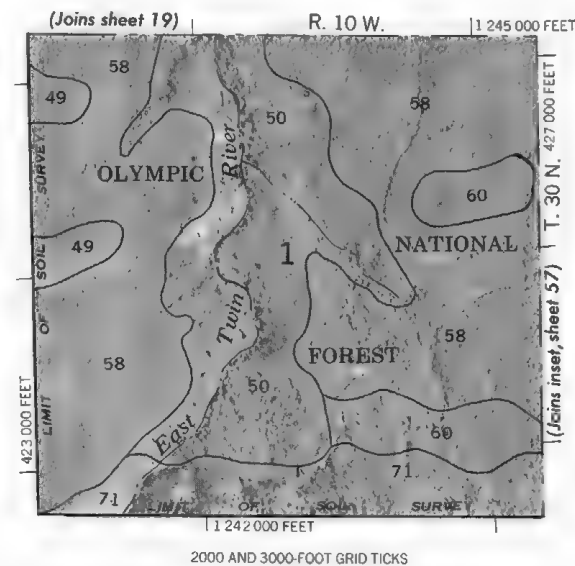 (Joins sheet 19)
R. 10 W.
1 245 000 FEET
58
49
50
58
427 000 FEET
SURVEY
River
OLYMPIC
60
T. 30 N.
SOIL
49
1
NATIONAL
OF
Twin
58
58
(Joins inset, sheet 57)
FOREST
50
LIMIT
423 000 FEET
East
60
71
71
LIMIT OF SOIL SURVEY
1 242 000 FEET
2000 AND 3000-FOOT GRID TICKS